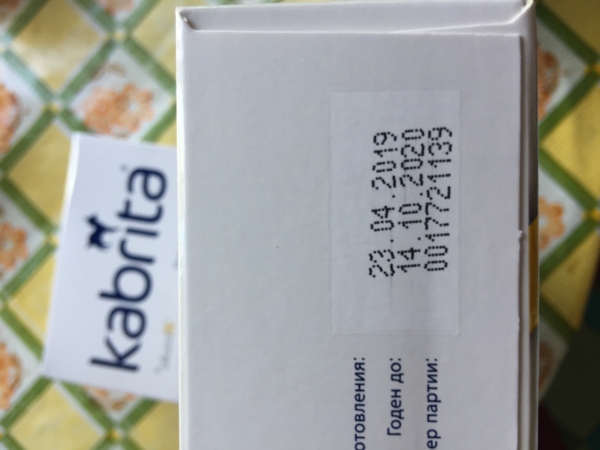 kabrita
отовления: 23.04.2019
Годен до: 14.10.2020
ер партии: 0017721139